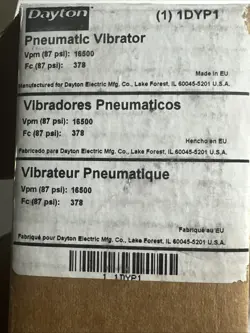 Dayton (1) 1DYP1
Pneumatic Vibrator
Vpm (87 psi): 16500
Fc (87 psi): 378
Made in EU
Manufactured for Dayton Electric Mfg. Co., Lake Forest, IL 60045-5201 U.S.A.
Vibradores Pneumaticos
Vpm (87 psi): 16500
Fc (87 psi): 378
Hericho en EU
Fabricado para Dayton Electric Mfg. Co., Lake Forest, IL 60045-5201 U.S.A.
Vibrateur Pneumatique
Vpm (87 psi): 16500
Fc (87 psi): 378
Fabriqué au EU
Fabriqué pour Dayton Electric Mfg. Co., Lake Forest, IL 60045-5201 U.S.A.
1 1DYP1